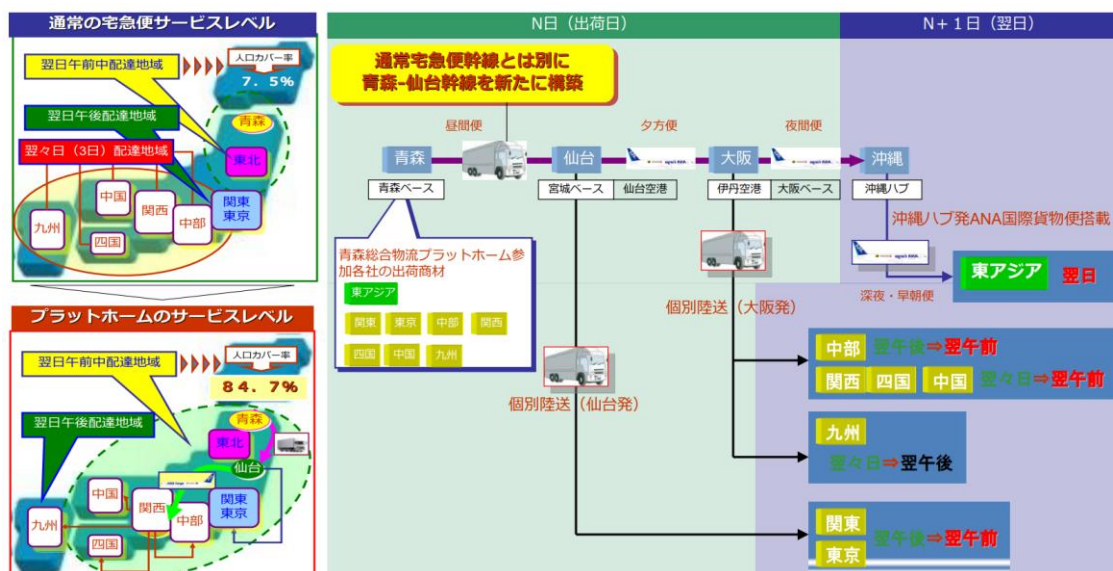 通常の宅急便サービスレベル
人口カバー率
7.5%
翌日午前中配達地域
翌日午後配達地域
翌々日（3日）配達地域
青森
東北
中国
関西
中部
関東
東京
九州
四国
プラットホームのサービスレベル
人口カバー率
84.7%
翌日午前中配達地域
翌日午後配達地域
青森
東北
仙台
中国
関西
中部
関東
東京
九州
四国
N日（出荷日）
N+1日（翌日）
通常宅急便幹線とは別に
青森-仙台幹線を新たに構築
昼間便
夕方便
夜間便
青森
仙台
大阪
沖縄
青森ベース
宮城ベース
仙台空港
伊丹空港
大阪ベース
沖縄ハブ
青森総合物流プラットホーム参
加各社の出荷商材
東アジア
関東
東京
中部
関西
四国
中国
九州
沖縄ハブ発ANA国際貨物便搭載
深夜・早朝便
東アジア 翌日
個別陸送（大阪発）
個別陸送（仙台発）
中部 翌午後⇒翌午前
関西 四国 中国 翌々日⇒翌午前
九州
翌々日⇒翌午後
関東
東京
翌午後⇒翌午前